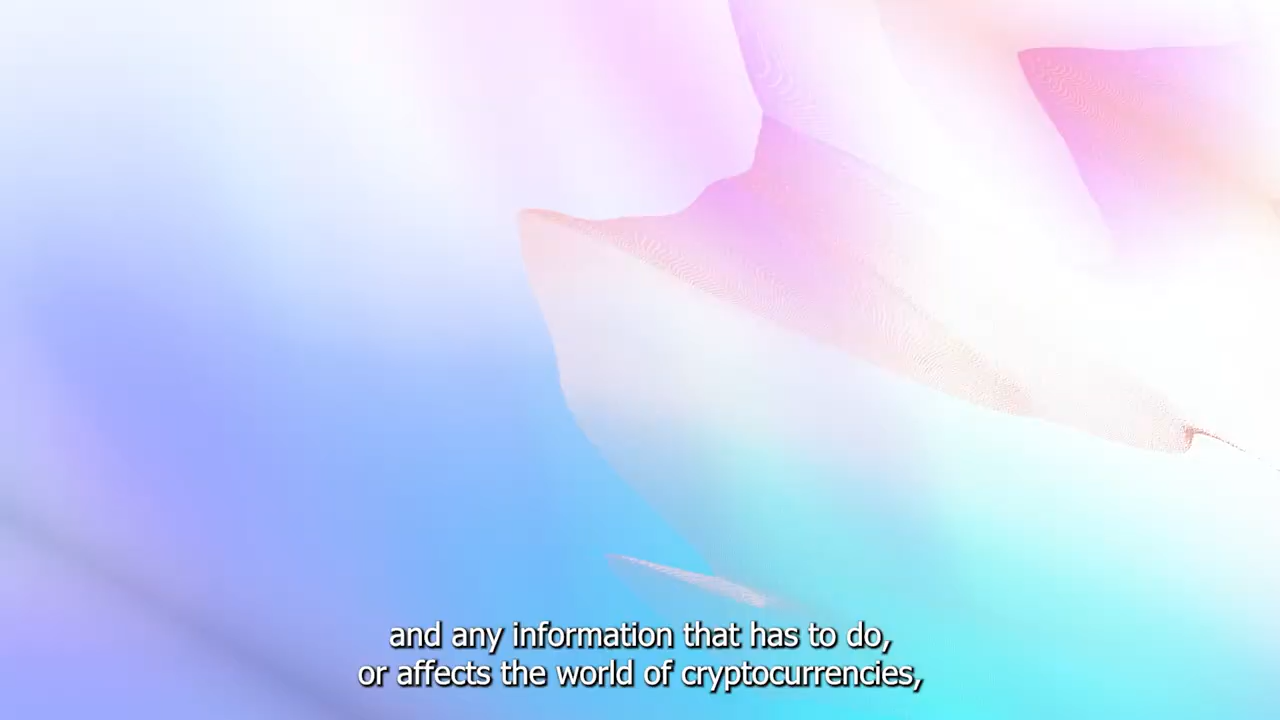 and any information that has to do,
or affects the world of cryptocurrencies,